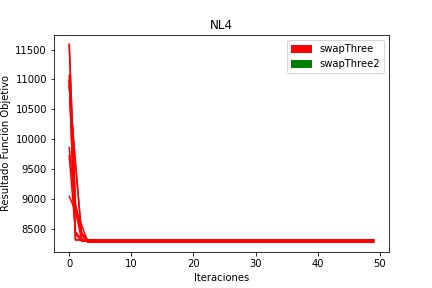 NL4
swapThree
swapThree2
11500
11000
10500
10000
9500
9000
8500
Resultado Función Objetivo
0 10 20 30 40 50
Iteraciones